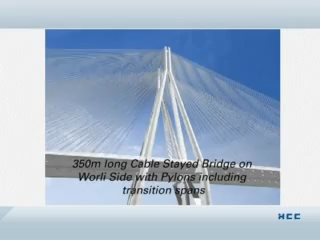 350m long Cable Stayed Bridge on
Worli Side with Pylons including
transition spans
HCC